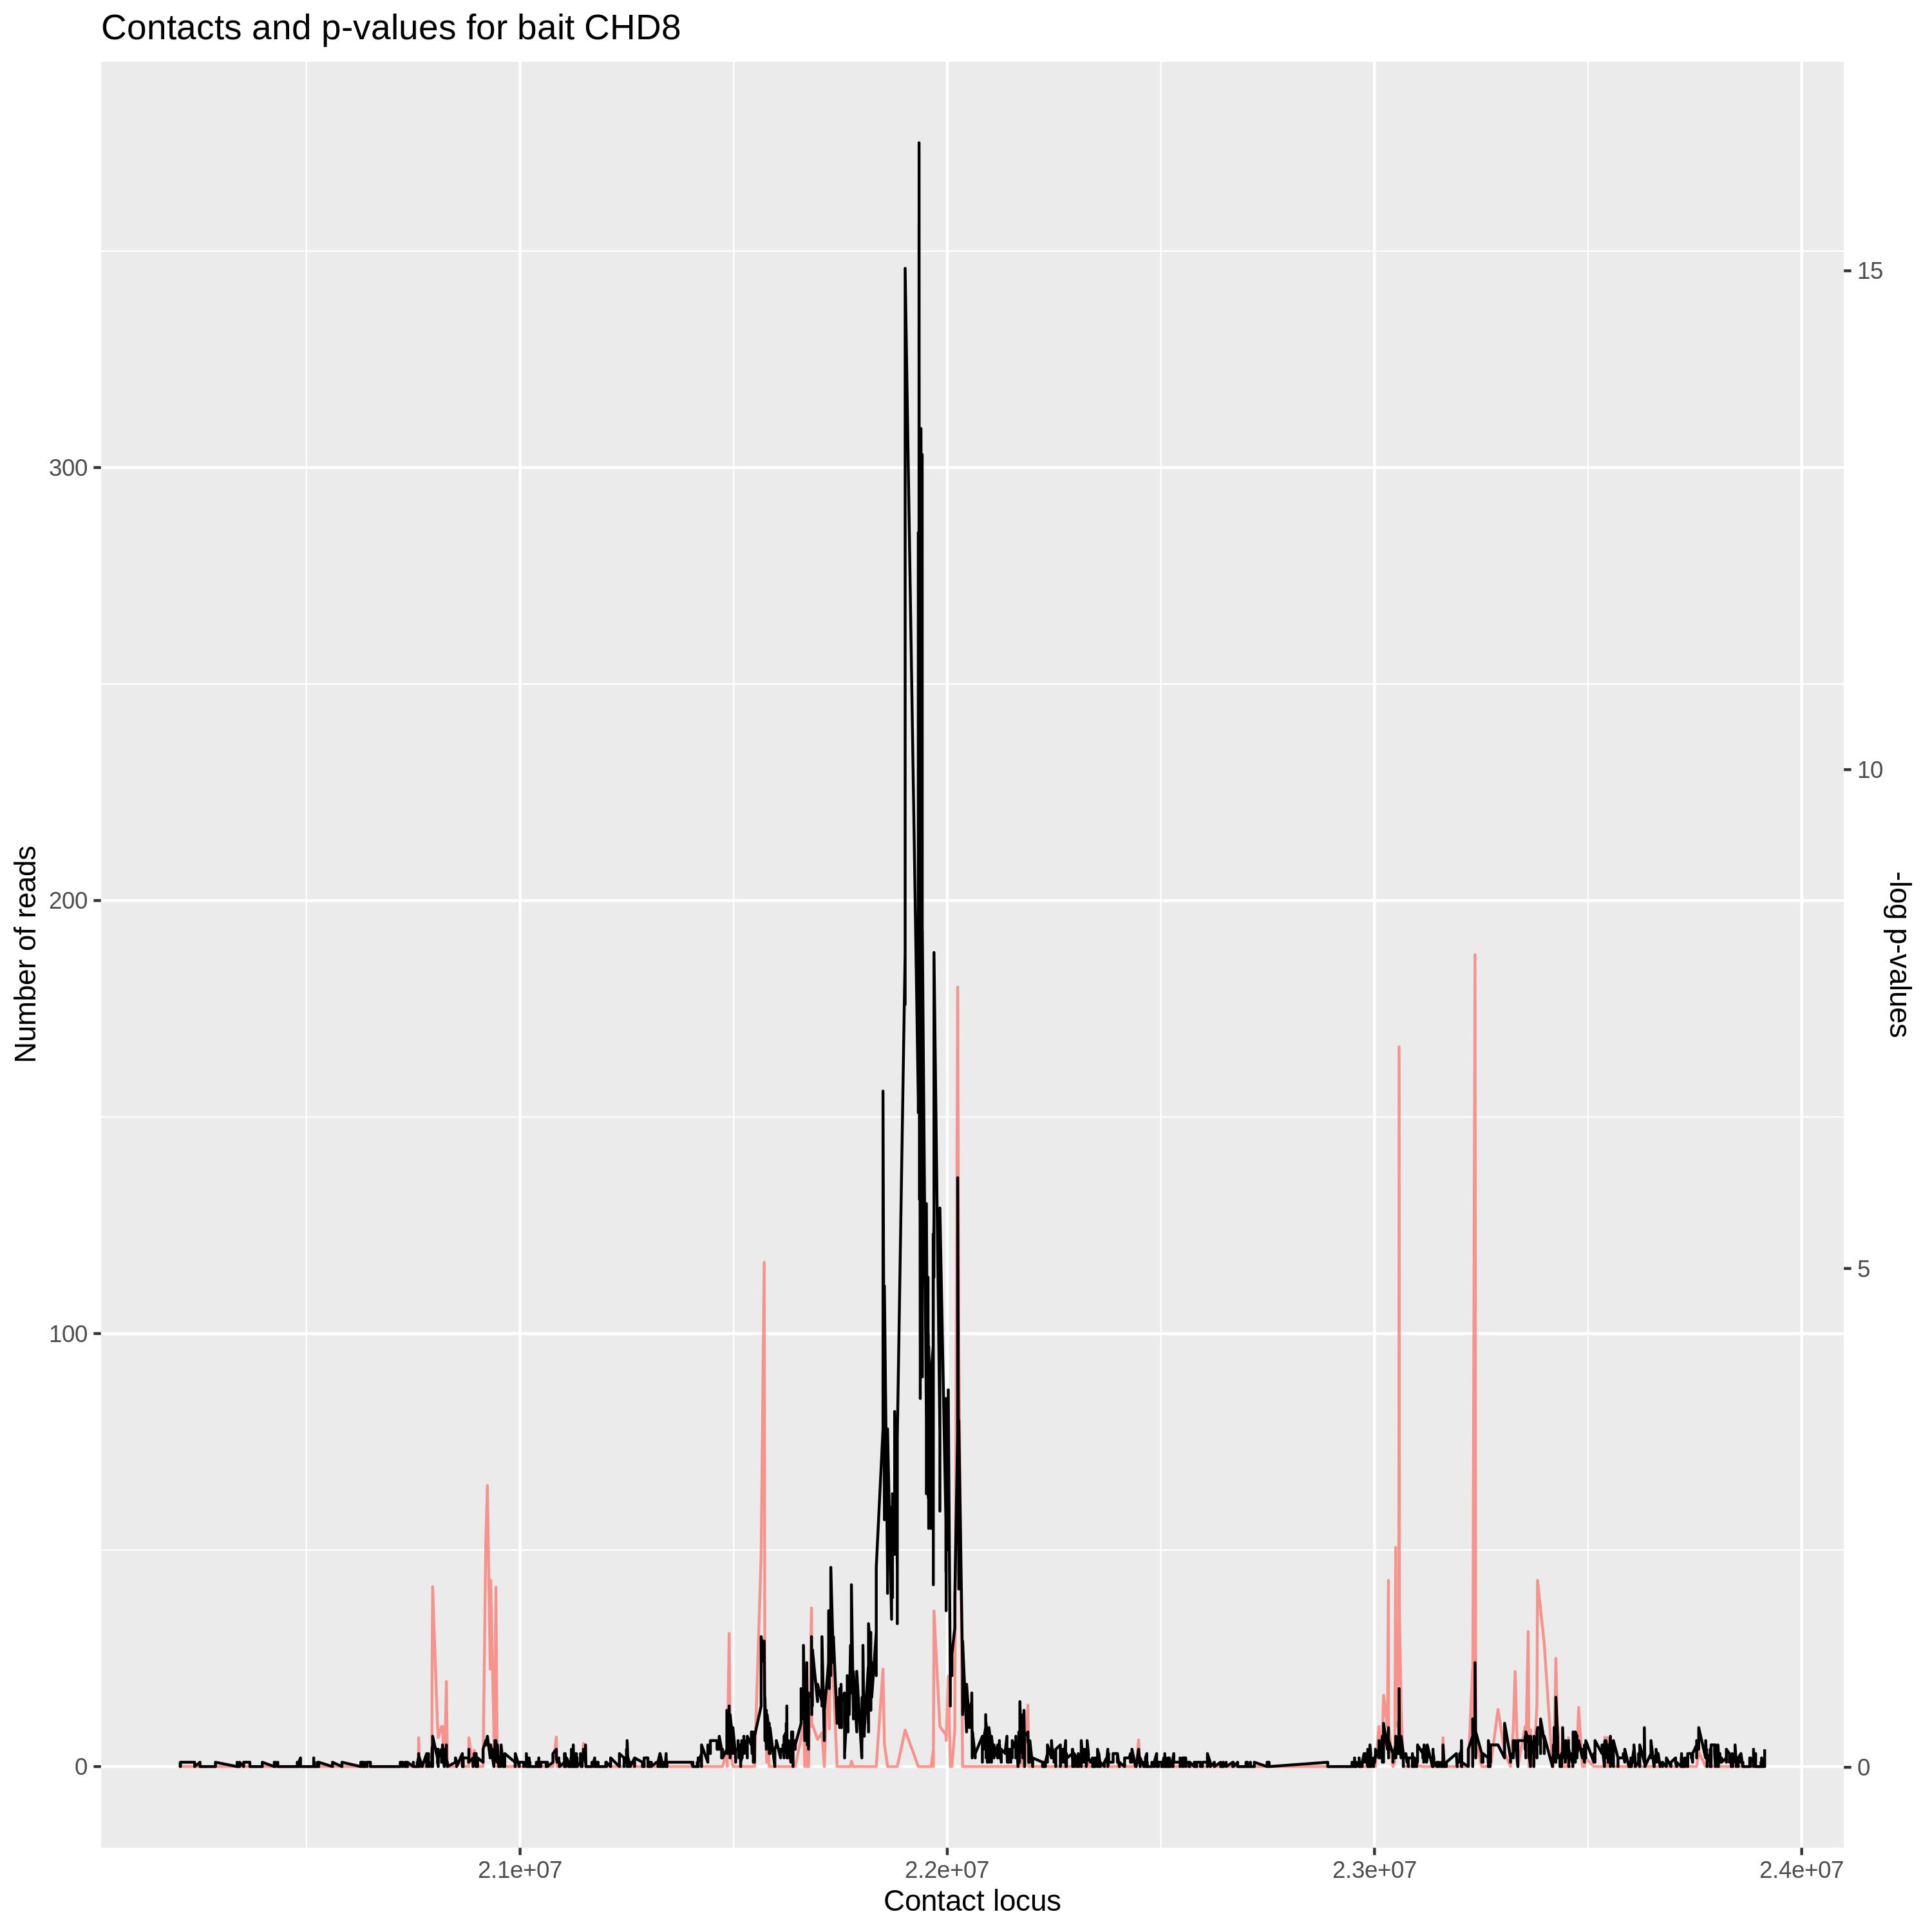 Contacts and p-values for bait CHD8
Number of reads
300
200
100
0
15
10
5
0
-log p-values
2.1e+07
2.2e+07
2.3e+07
2.4e+07
Contact locus